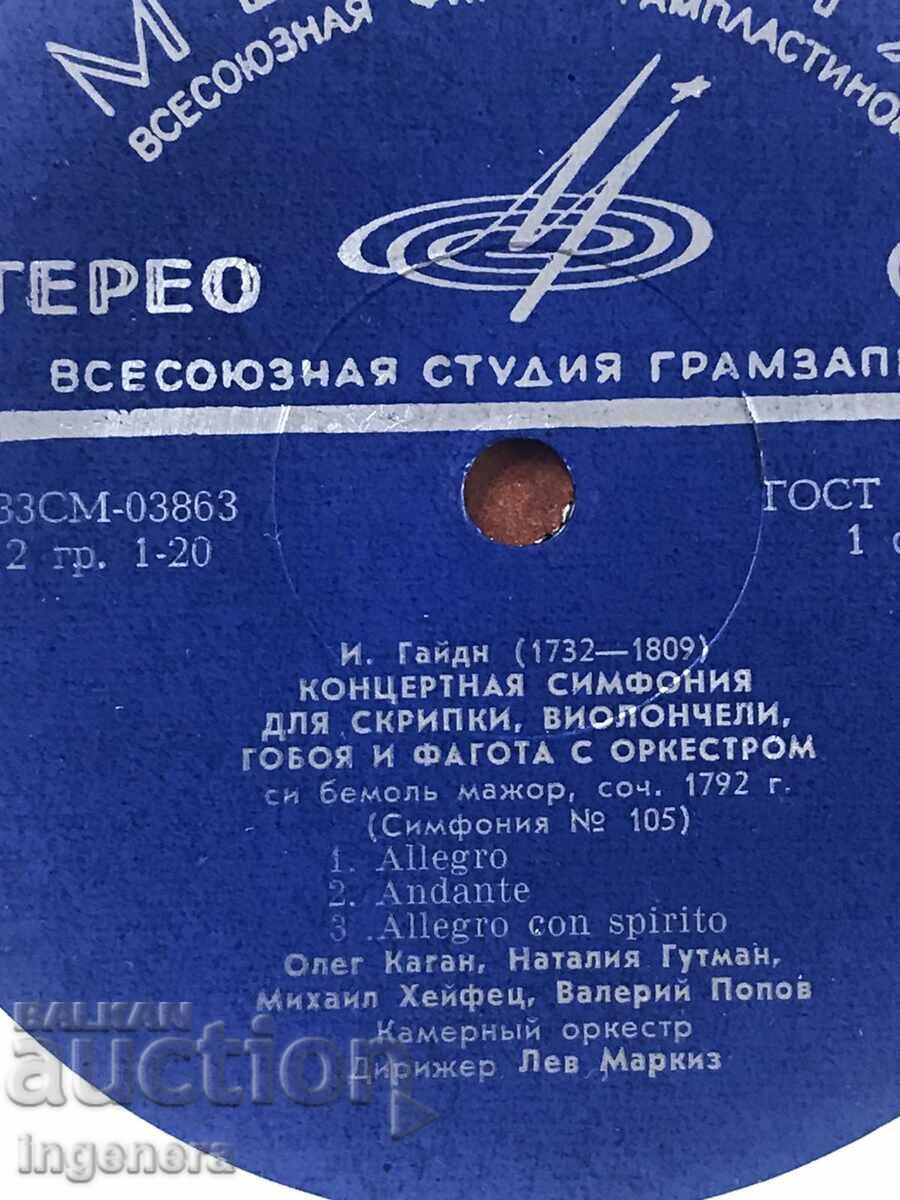 ВСЕСОЮЗНАЯ
ТЕРЕО
ВСЕСОЮЗНАЯ СТУДИЯ ГРАМЗАПИ
33СМ-03863
ГОСТ
2 гр. 1-20
1 с
И. Гайдн (1732—1809)
КОНЦЕРТНАЯ СИМФОНИЯ
ДЛЯ СКРИПКИ, ВИОЛОНЧЕЛИ,
ГОБОЯ И ФАГОТА С ОРКЕСТРОМ
си бемоль мажор, соч. 1792 г.
(Симфония № 105)
1. Allegro
2. Andante
3 Allegro con spirito
Олег Каган, Наталия Гутман,
Михаил Хейфец, Валерий Попов
Камерный оркестр
Дирижер Лев Маркиз
BALKAN
auction
ingenera